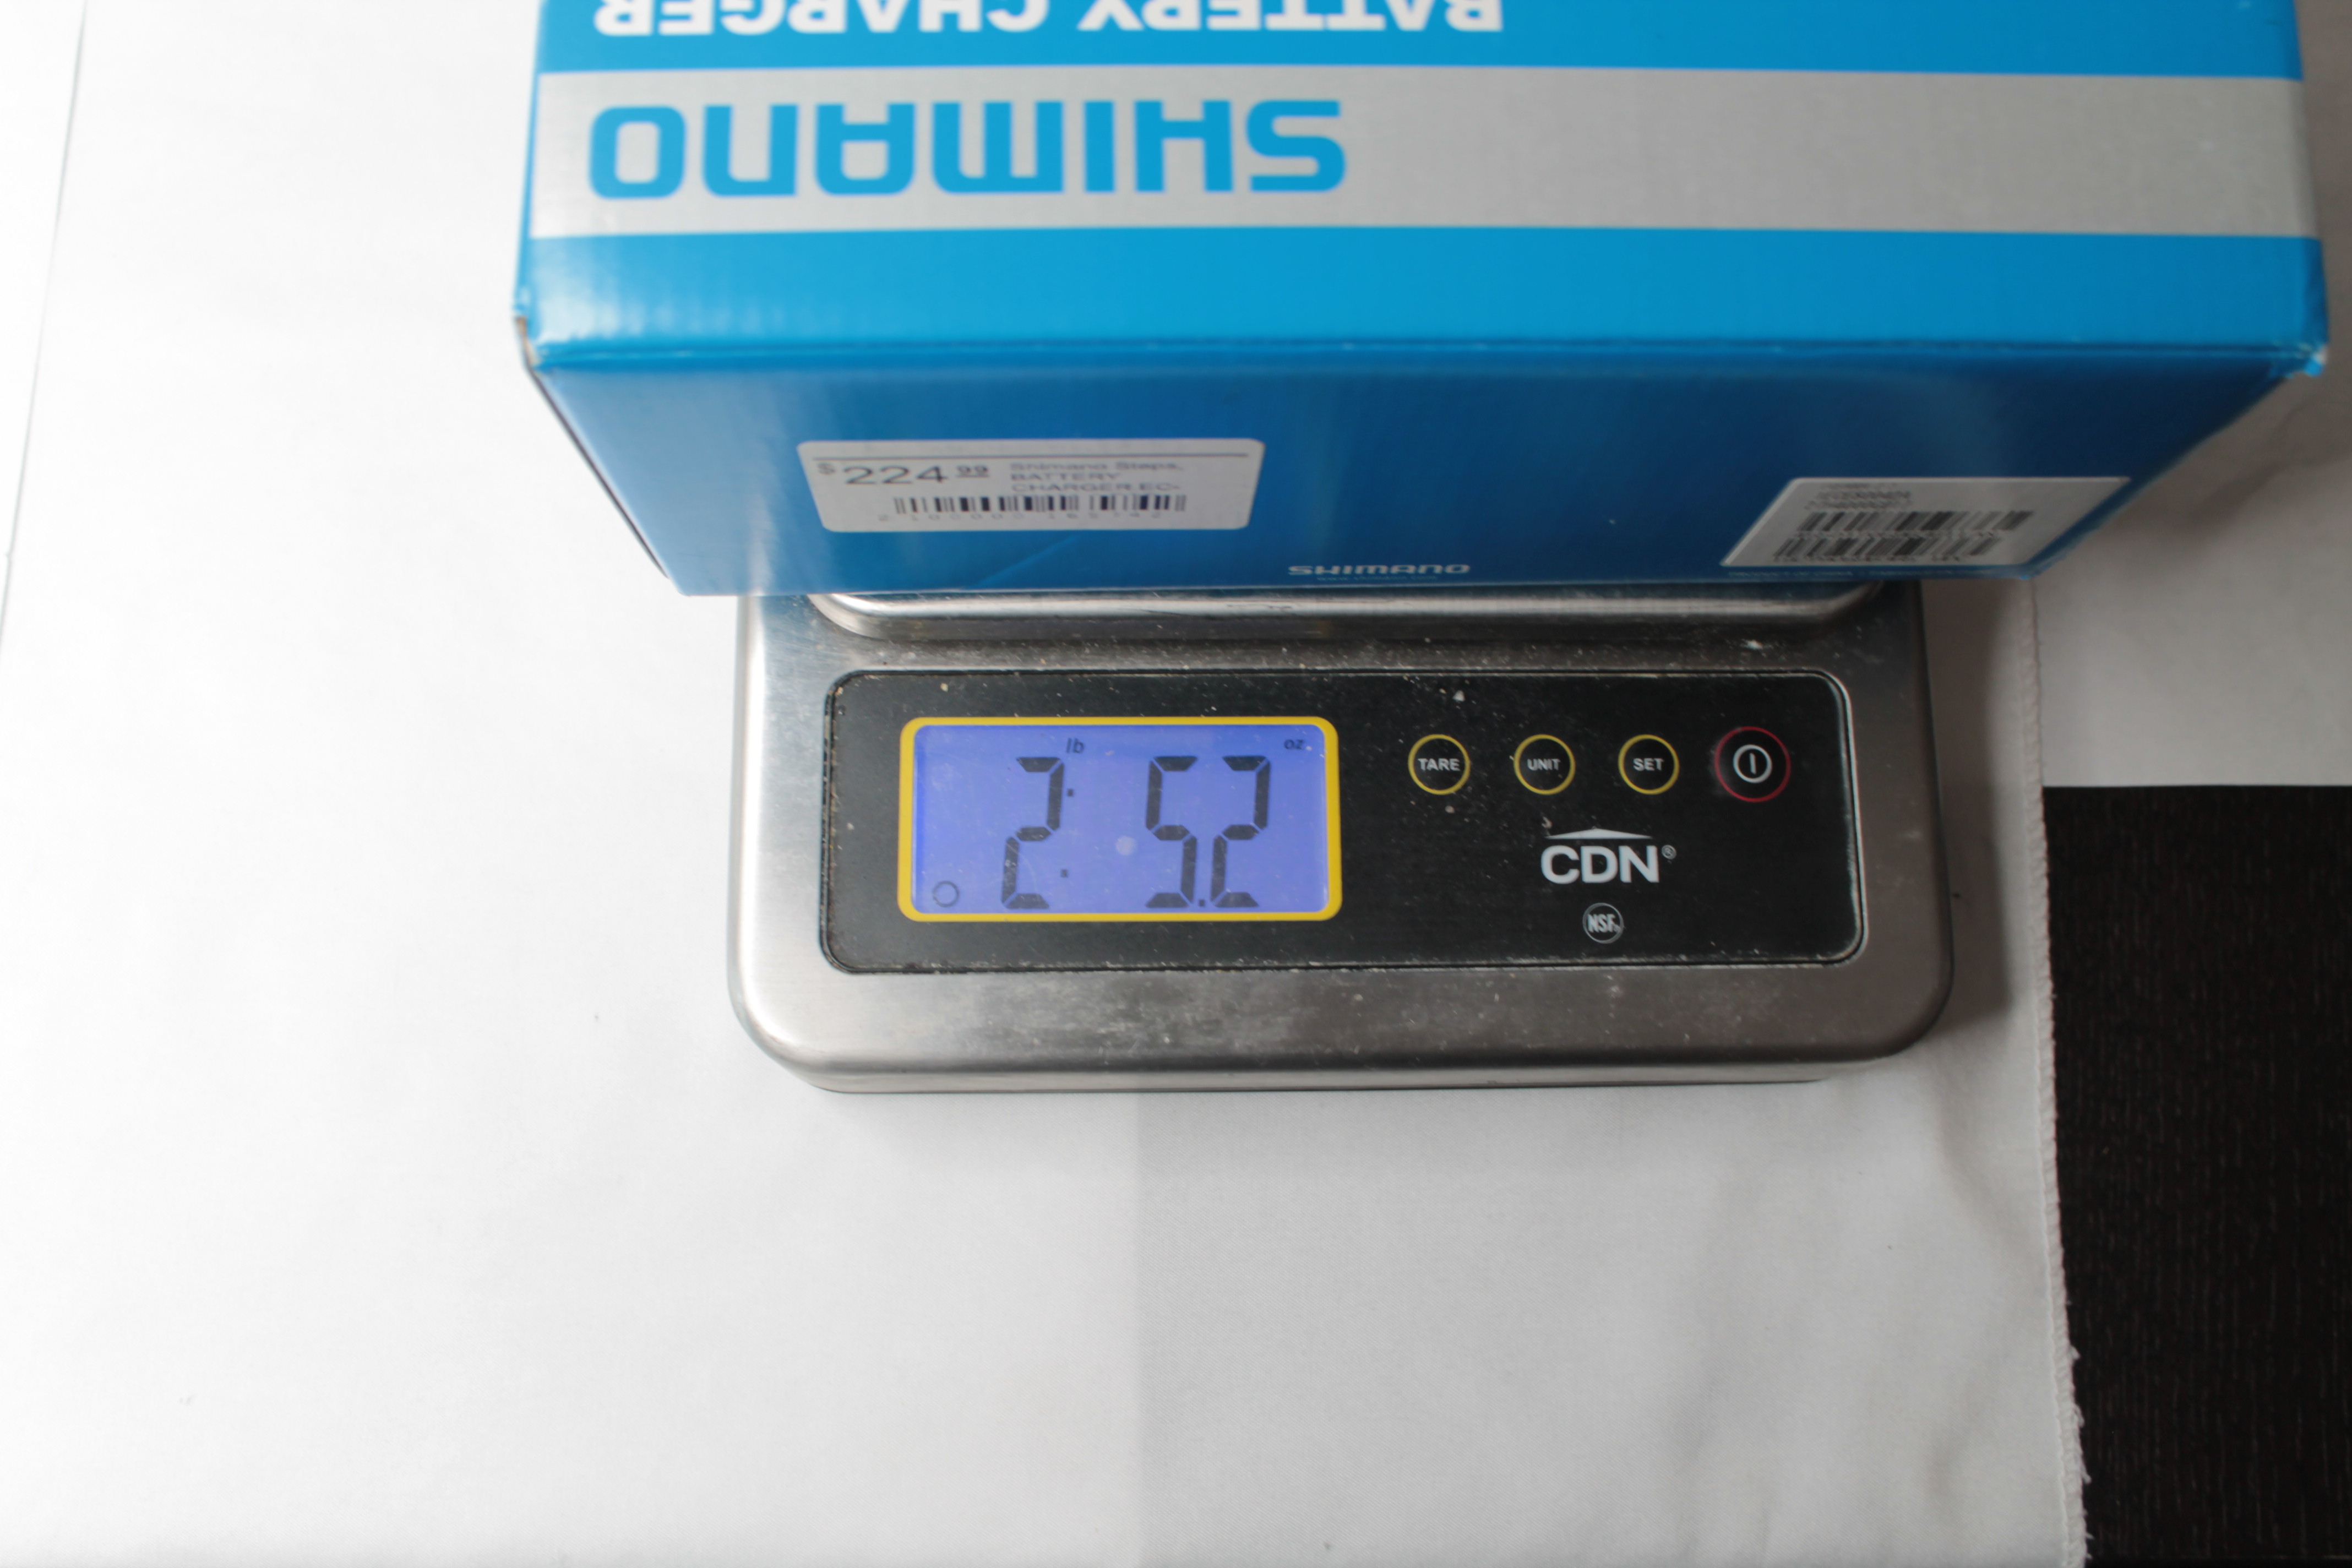 BATTERY CHARGER
SHIMANO
$224.99 Shimano Steps,
BATTERY
CHARGER EC-
SHIMANO
lb oz
2: 5.2
TARE UNIT SET
CDN®
NSF